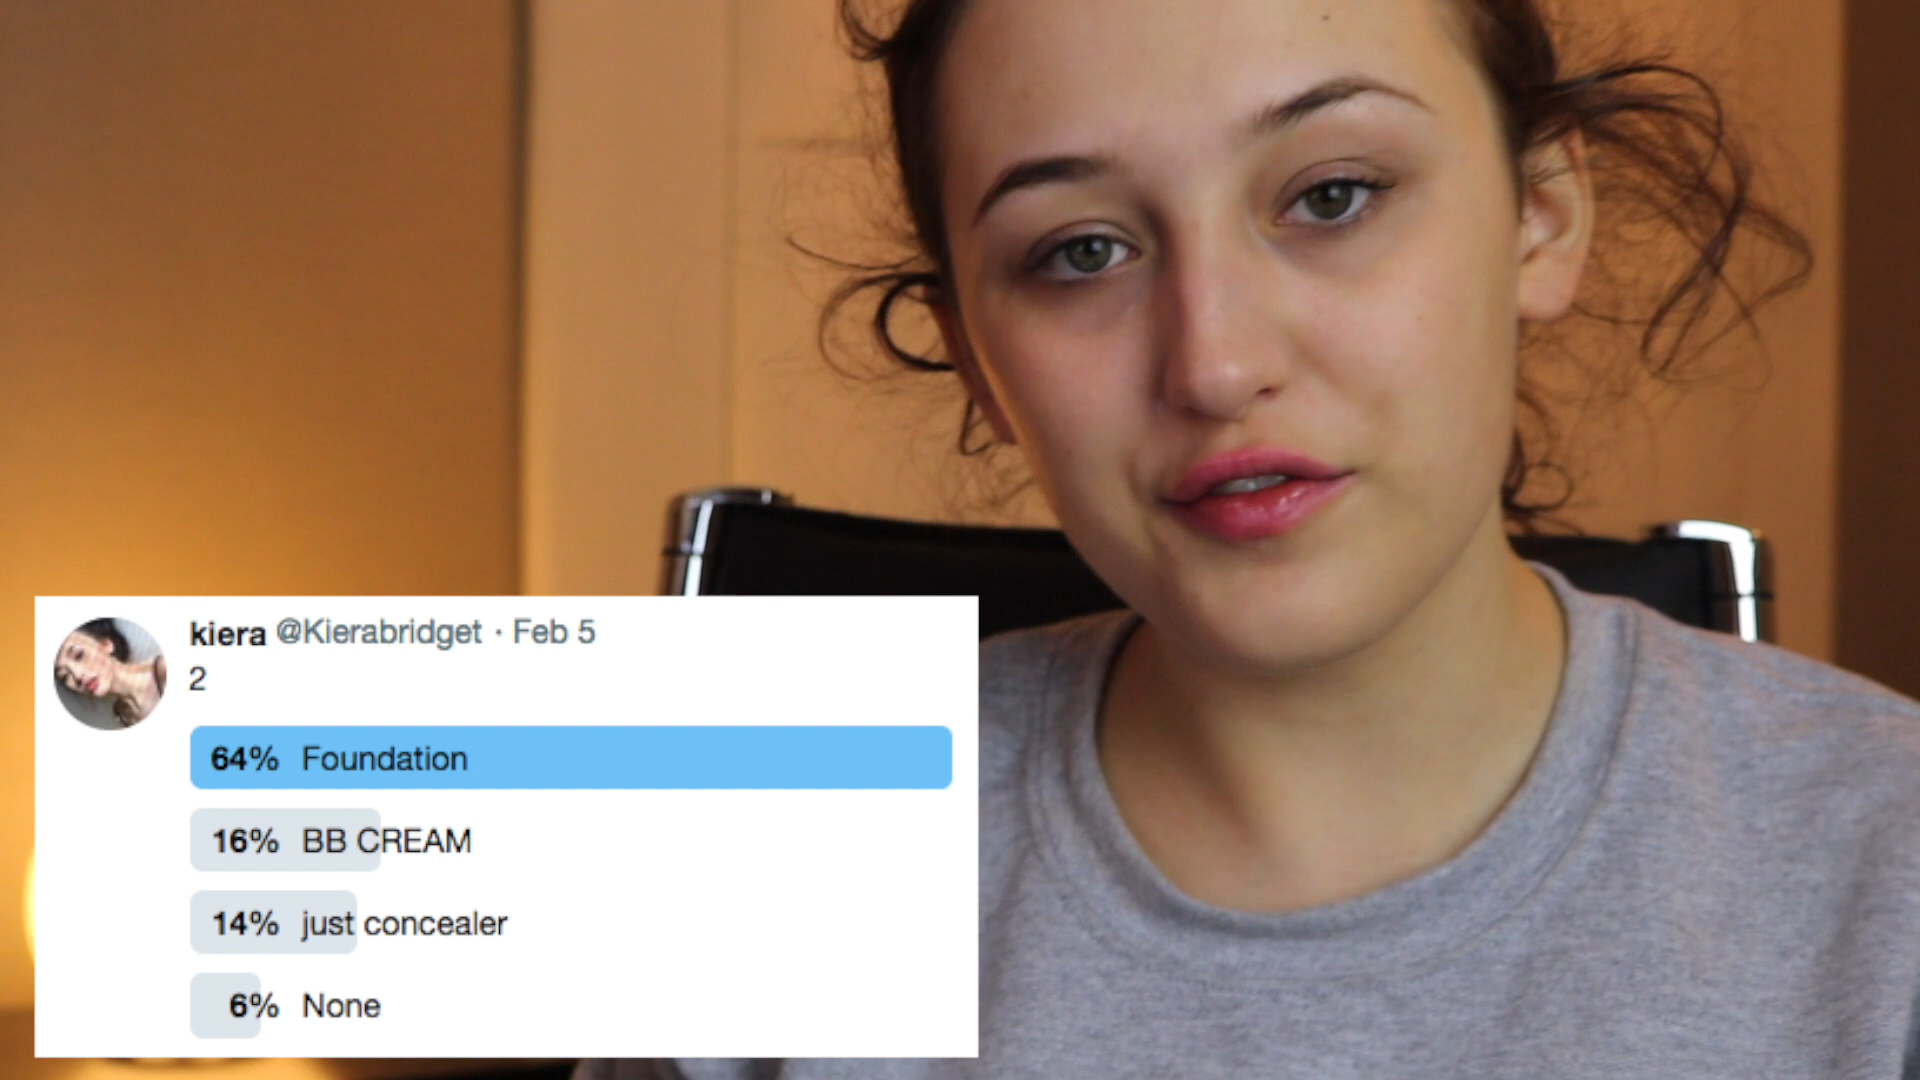 kiera @Kierabridget · Feb 5
2
64% Foundation
16% BB CREAM
14% just concealer
6% None